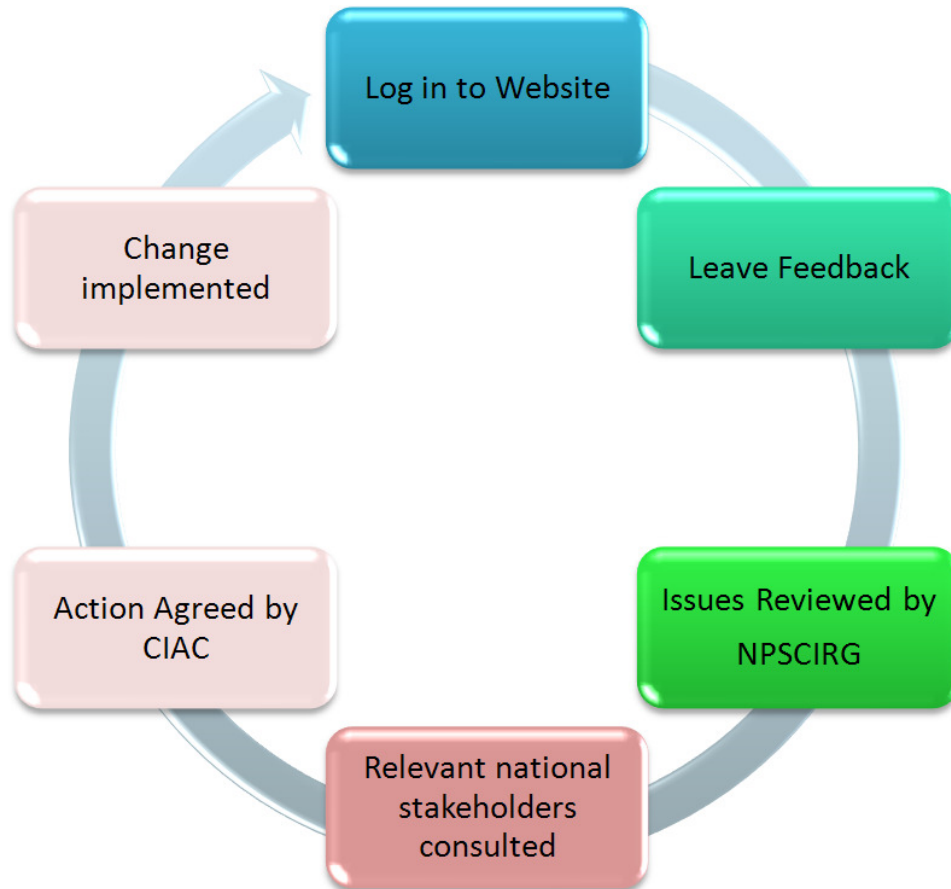 Log in to Website
Leave Feedback
Issues Reviewed by
NPSCIRG
Relevant national
stakeholders
consulted
Action Agreed by
CIAC
Change
implemented